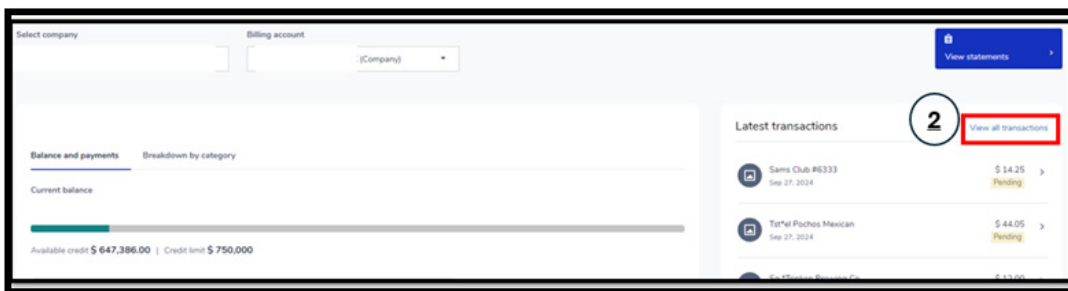 Select company
Billing account
(Company)
View statements
Latest transactions
2
View all transactions
Balance and payments
Breakdown by category
Current balance
Available credit $ 647,386.00 | Credit limit $ 750,000
Sams Club #6333
$ 14.25
Sep 27, 2024
Pending
Tst*el Pochos Mexican
$ 44.05
Sep 27, 2024
Pending
$ 12.00